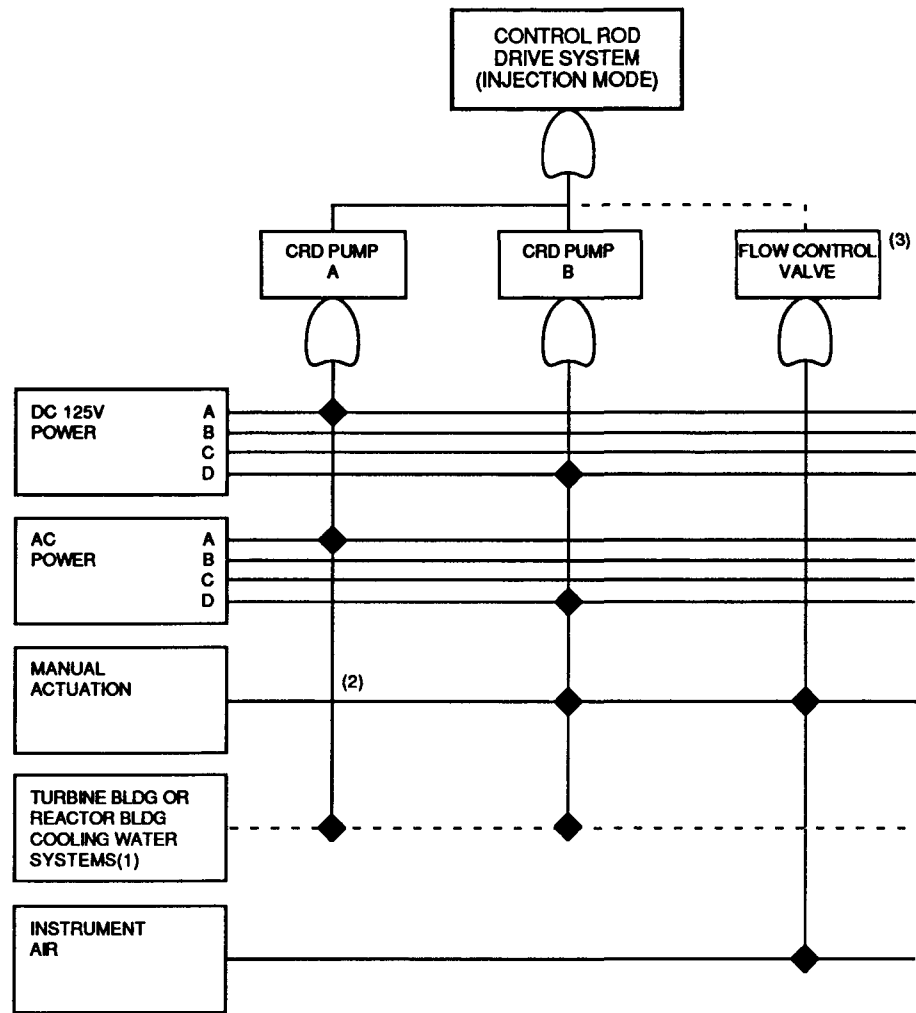 CONTROL ROD
DRIVE SYSTEM
(INJECTION MODE)
CRD PUMP
A
CRD PUMP
B
FLOW CONTROL
VALVE
(3)
DC 125V
POWER
A
B
C
D
AC
POWER
A
B
C
D
MANUAL
ACTUATION
(2)
TURBINE BLDG OR
REACTOR BLDG
COOLING WATER
SYSTEMS(1)
INSTRUMENT
AIR